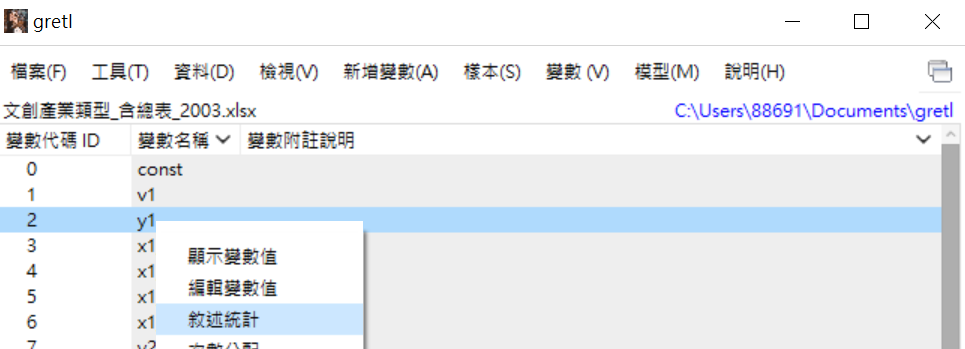 gretl
檔案(F) 工具(T) 資料(D) 檢視(V) 新增變數(A) 樣本(S) 變數 (V) 模型(M) 說明(H)
文創產業類型_含總表_2003.xlsx C:\Users\88691\Documents\gretl
變數代碼 ID 變數名稱 變數附註說明
0 const
1 v1
2 y1
3 x1
顯示變數值
4 x1
編輯變數值
5 x1
敘述統計
6 x1
7